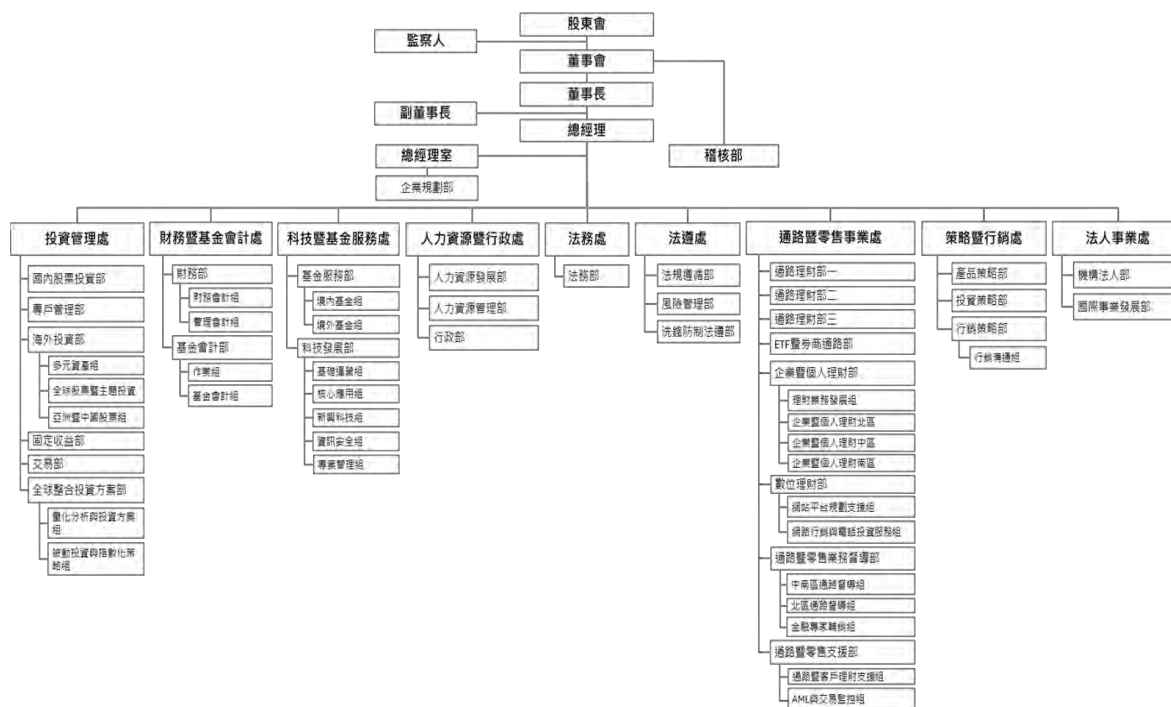 股東會
監察人
董事會
董事長
副董事長
總經理
總經理室
稽核部
企業規劃部
投資管理處
國內股票投資部
專戶管理部
海外投資部
多元資產組
全球股票暨主題投資
亞洲暨中國股票組
固定收益部
交易部
全球整合投資方案部
量化分析與投資方案
組
被動投資與指數化策
略組
財務暨基金會計處
財務部
財務會計組
管理會計組
基金會計部
作業組
基金會計組
科技暨基金服務處
基金服務部
境內基金組
境外基金組
科技發展部
基礎運營組
核心應用組
新興科技組
資訊安全組
專案管理組
人力資源暨行政處
人力資源發展部
人力資源管理部
行政部
法務處
法務部
法遵處
法規遵循部
風險管理部
洗錢防制法遵部
通路暨零售事業處
通路理財部一
通路理財部二
通路理財部三
ETF暨券商通路部
企業暨個人理財部
理財業務發展組
企業暨個人理財北區
企業暨個人理財中區
企業暨個人理財南區
數位理財部
網站平台規劃支援組
網路行銷與電話投資服務組
通路暨零售業務督導部
中南區通路督導組
北區通路督導組
金融專家輔銷組
通路暨零售支援部
通路暨客戶理財支援組
AML與交易監控組
策略暨行銷處
產品策略部
投資策略部
行銷策略部
行銷溝通組
法人事業處
機構法人部
國際事業發展部